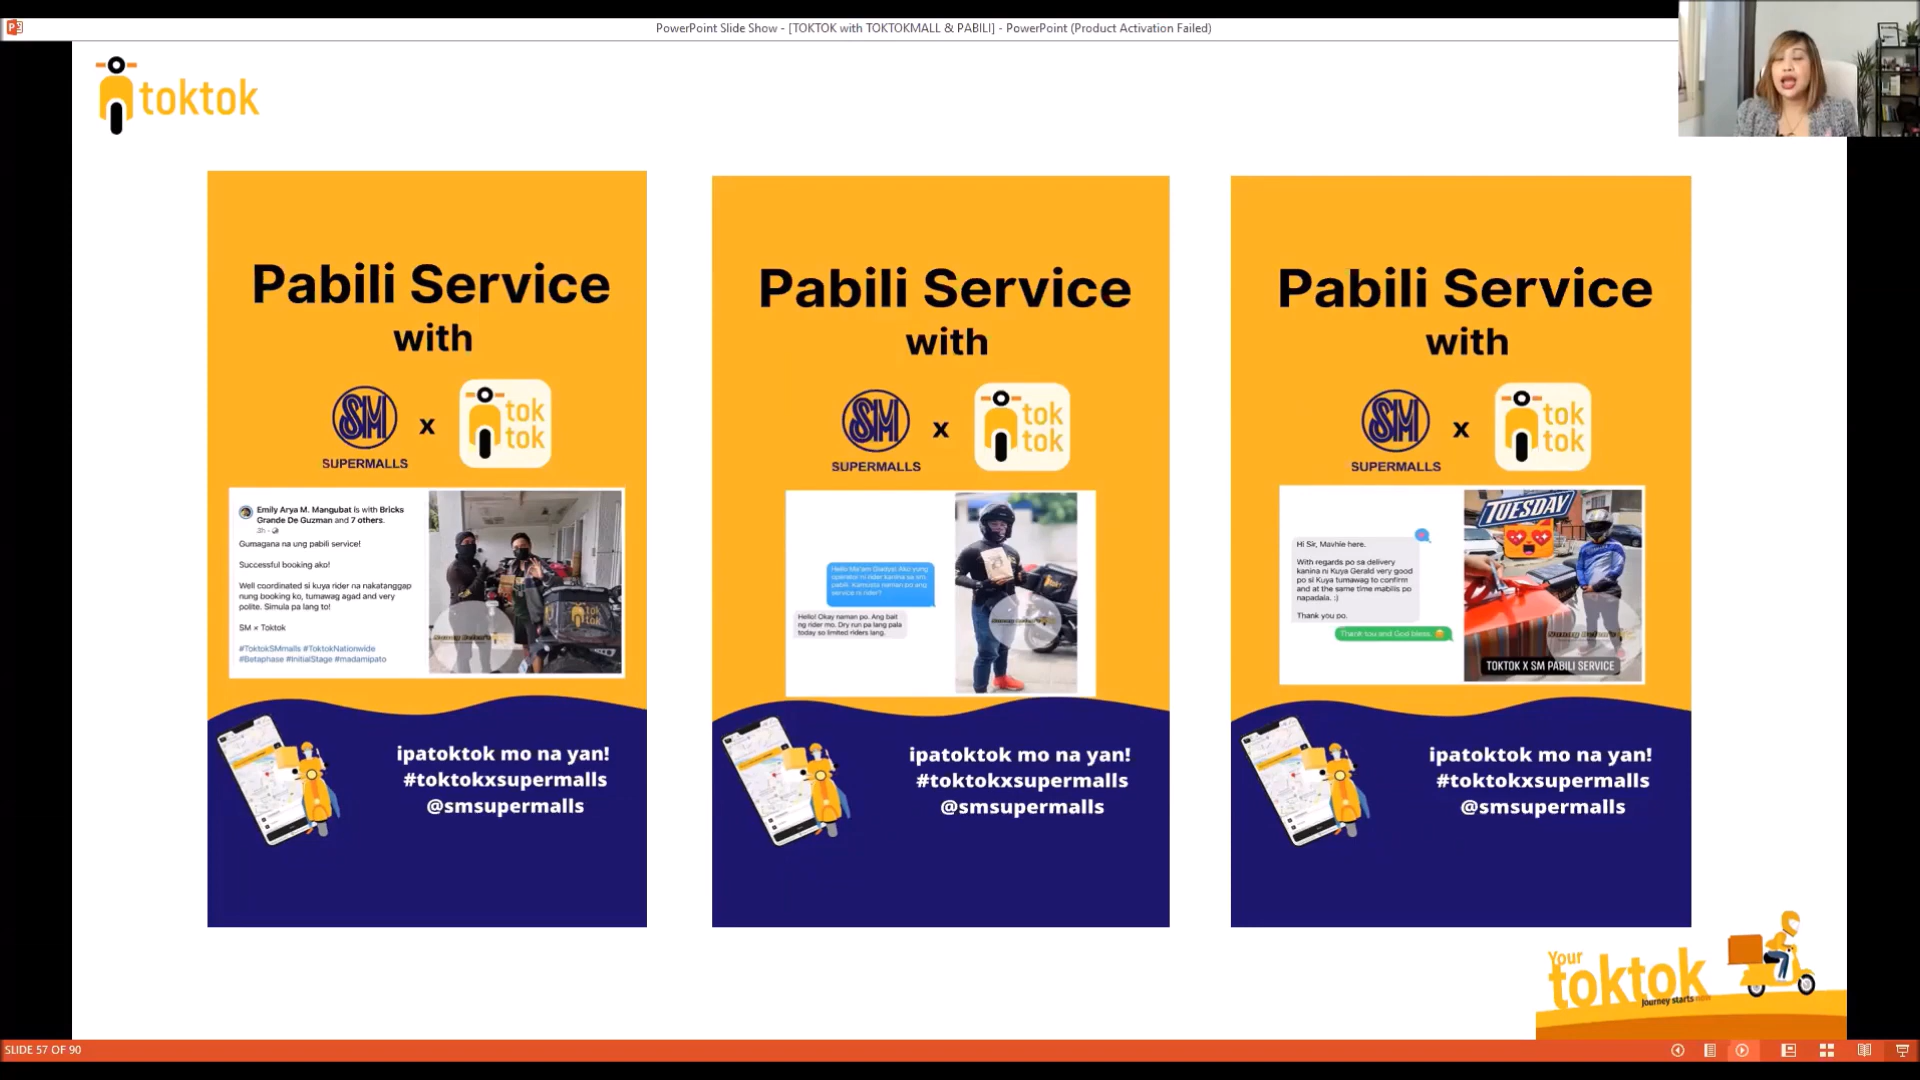 PowerPoint Slide Show - [TOKTOK with TOKTOKMALL & PABILI] - PowerPoint (Product Activation Failed)
toktok
Pabili Service
with
SM
SUPERMALLS
x
tok
tok
Emily Arya M. Mangubat is with Bricks
Grande De Guzman and 7 others.
3h
Gumagana na ung pabili service!
Successful booking ako!
Well coordinated si kuya rider na nakatanggap
nung booking ko, tumawag agad and very
polite. Simula pa lang to!
SM × Toktok
#ToktokSMmalls #ToktokNationwide
#Betaphase #InitialStage #madamipato
ipatoktok mo na yan!
#toktokxsupermalls
@smsupermalls
Pabili Service
with
SM
SUPERMALLS
x
tok
tok
Hello Ma'am Gladys! Ako yung
operator ni rider kanina sa sm
pabili. Kamusta naman po ang
service ni rider?
Hello! Okay naman po. Ang bait
ng rider mo. Dry run pa lang pala
today so limited riders lang.
ipatoktok mo na yan!
#toktokxsupermalls
@smsupermalls
Pabili Service
with
SM
SUPERMALLS
x
tok
tok
Hi Sir, Mavhie here.
With regards po sa delivery
kanina ni Kuya Gerald very good
po si Kuya tumawag to confirm
and at the same time mabilis po
napadala. :)
Thank you po.
Thank tou and God bless.
TUESDAY
TOKTOK X SM PABILI SERVICE
ipatoktok mo na yan!
#toktokxsupermalls
@smsupermalls
Your
toktok
Journey starts now
SLIDE 57 OF 90